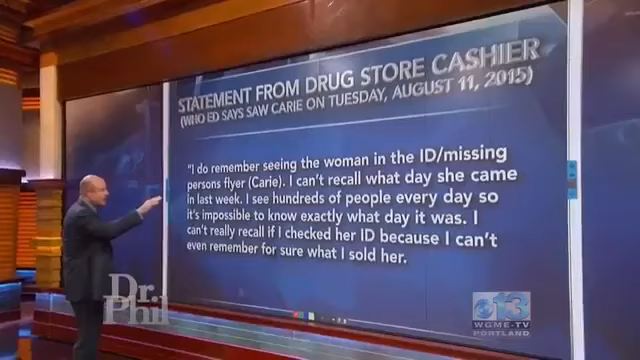 STATEMENT FROM DRUG STORE CASHIER
(WHO ED SAYS SAW CARIE ON TUESDAY, AUGUST 11, 2015)
"I do remember seeing the woman in the ID/missing
persons flyer (Carie). I can't recall what day she came
in last week. I see hundreds of people every day so
it's impossible to know exactly what day it was. I
can't really recall if I checked her ID because I can't
even remember for sure what I sold her.
Dr.
Phil
13
WGME-TV
PORTLAND